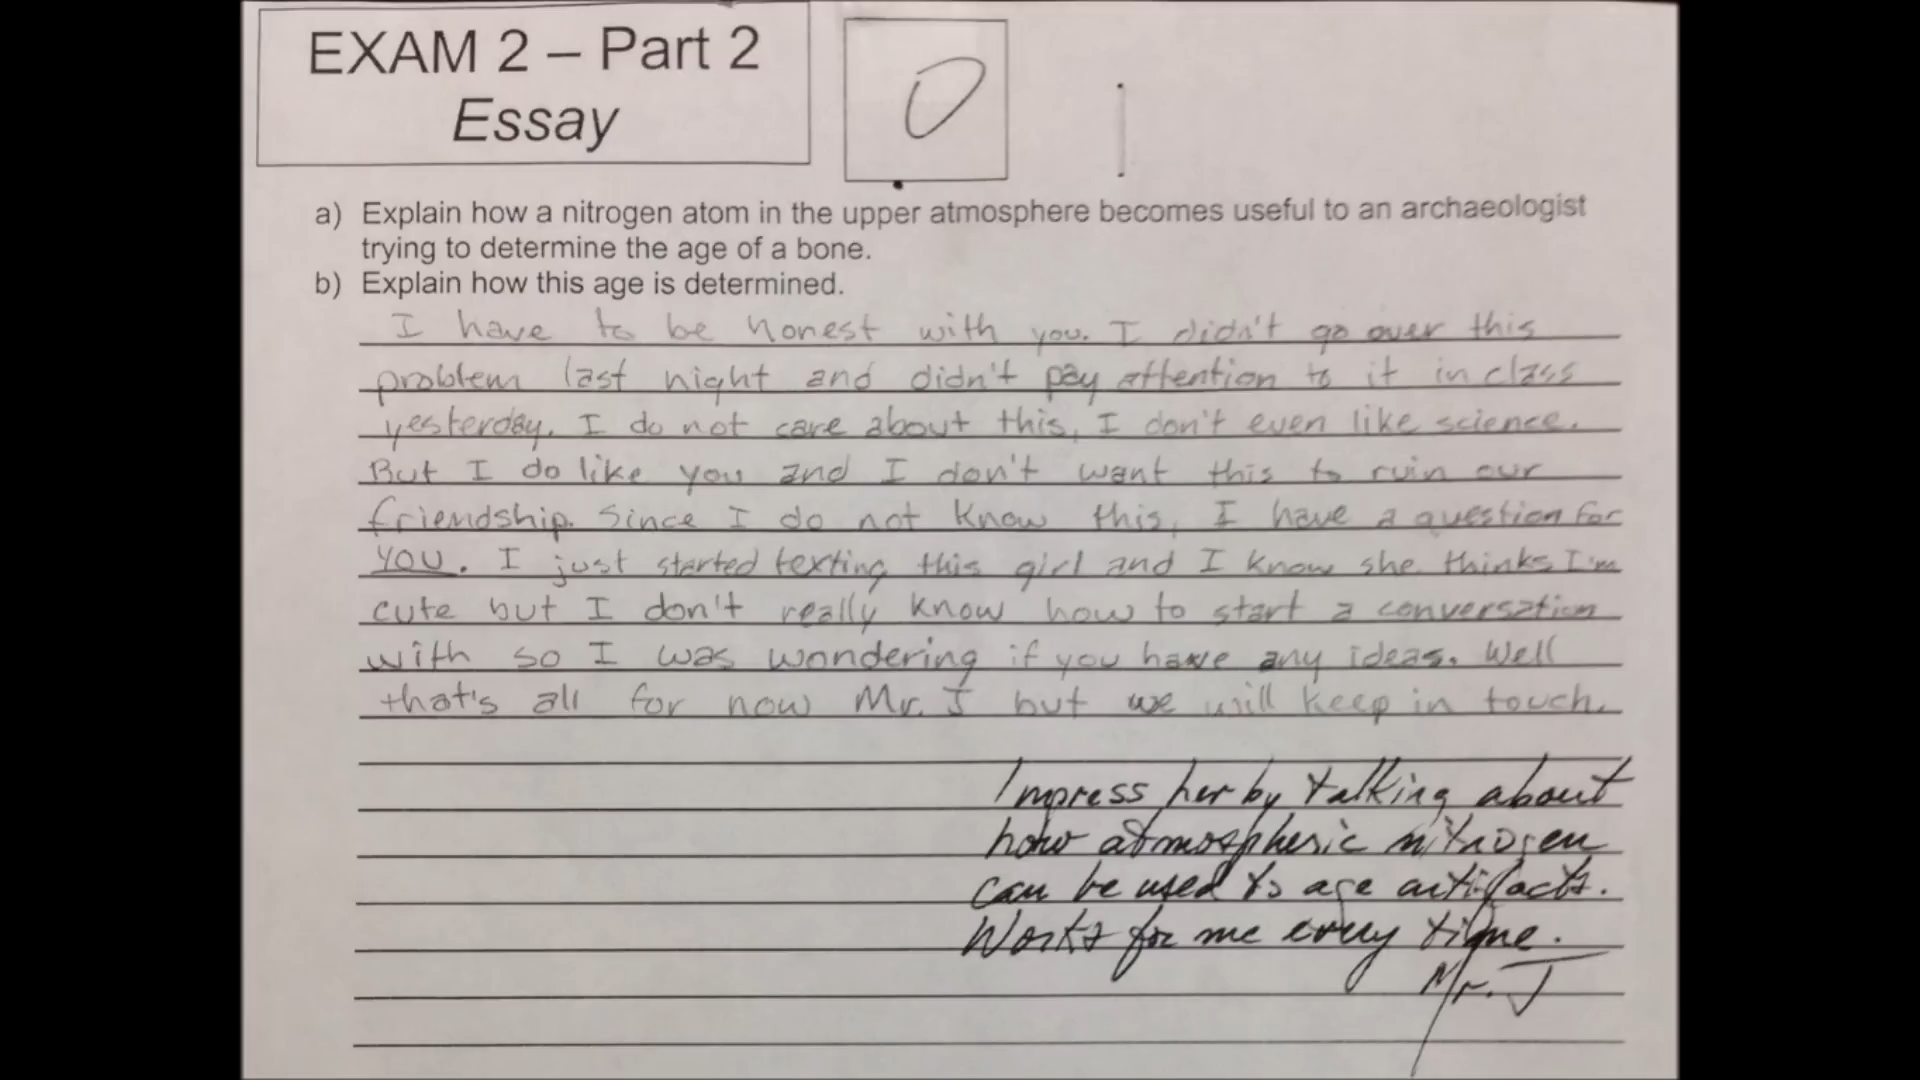 EXAM 2 – Part 2
Essay
0
a) Explain how a nitrogen atom in the upper atmosphere becomes useful to an archaeologist
trying to determine the age of a bone.
b) Explain how this age is determined.
I have to be honest with you. I didn't go over this
problem last night and didn't pay attention to it in class
yesterday. I do not care about this, I don't even like science.
But I do like you and I don't want this to ruin our
friendship. Since I do not know this, I have a question for
you. I just started texting this girl and I know she thinks I'm
cute but I don't really know how to start a conversation
with so I was wondering if you have any ideas. Well
that's all for now Mr. J but we will keep in touch.
Impress her by talking about
how atmospheric nitrogen
can be used to age artifacts.
Works for me every time.
Mr. J